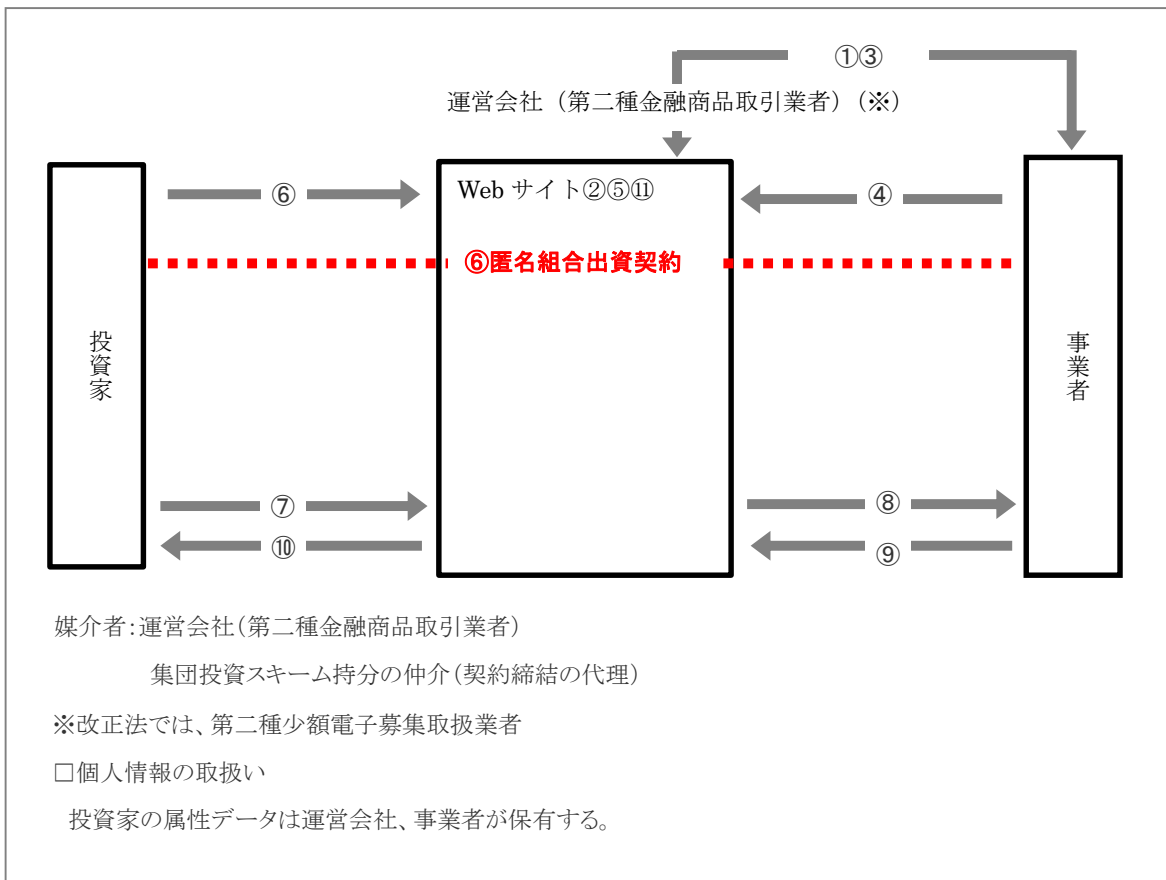 ①③
運営会社（第二種金融商品取引業者）（※）
Web サイト②⑤⑪
⑥
④
⑥匿名組合出資契約
投資家
事業者
⑦
⑧
⑩
⑨
媒介者：運営会社（第二種金融商品取引業者）
集団投資スキーム持分の仲介（契約締結の代理）
※改正法では、第二種少額電子募集取扱業者
□個人情報の取扱い
投資家の属性データは運営会社、事業者が保有する。